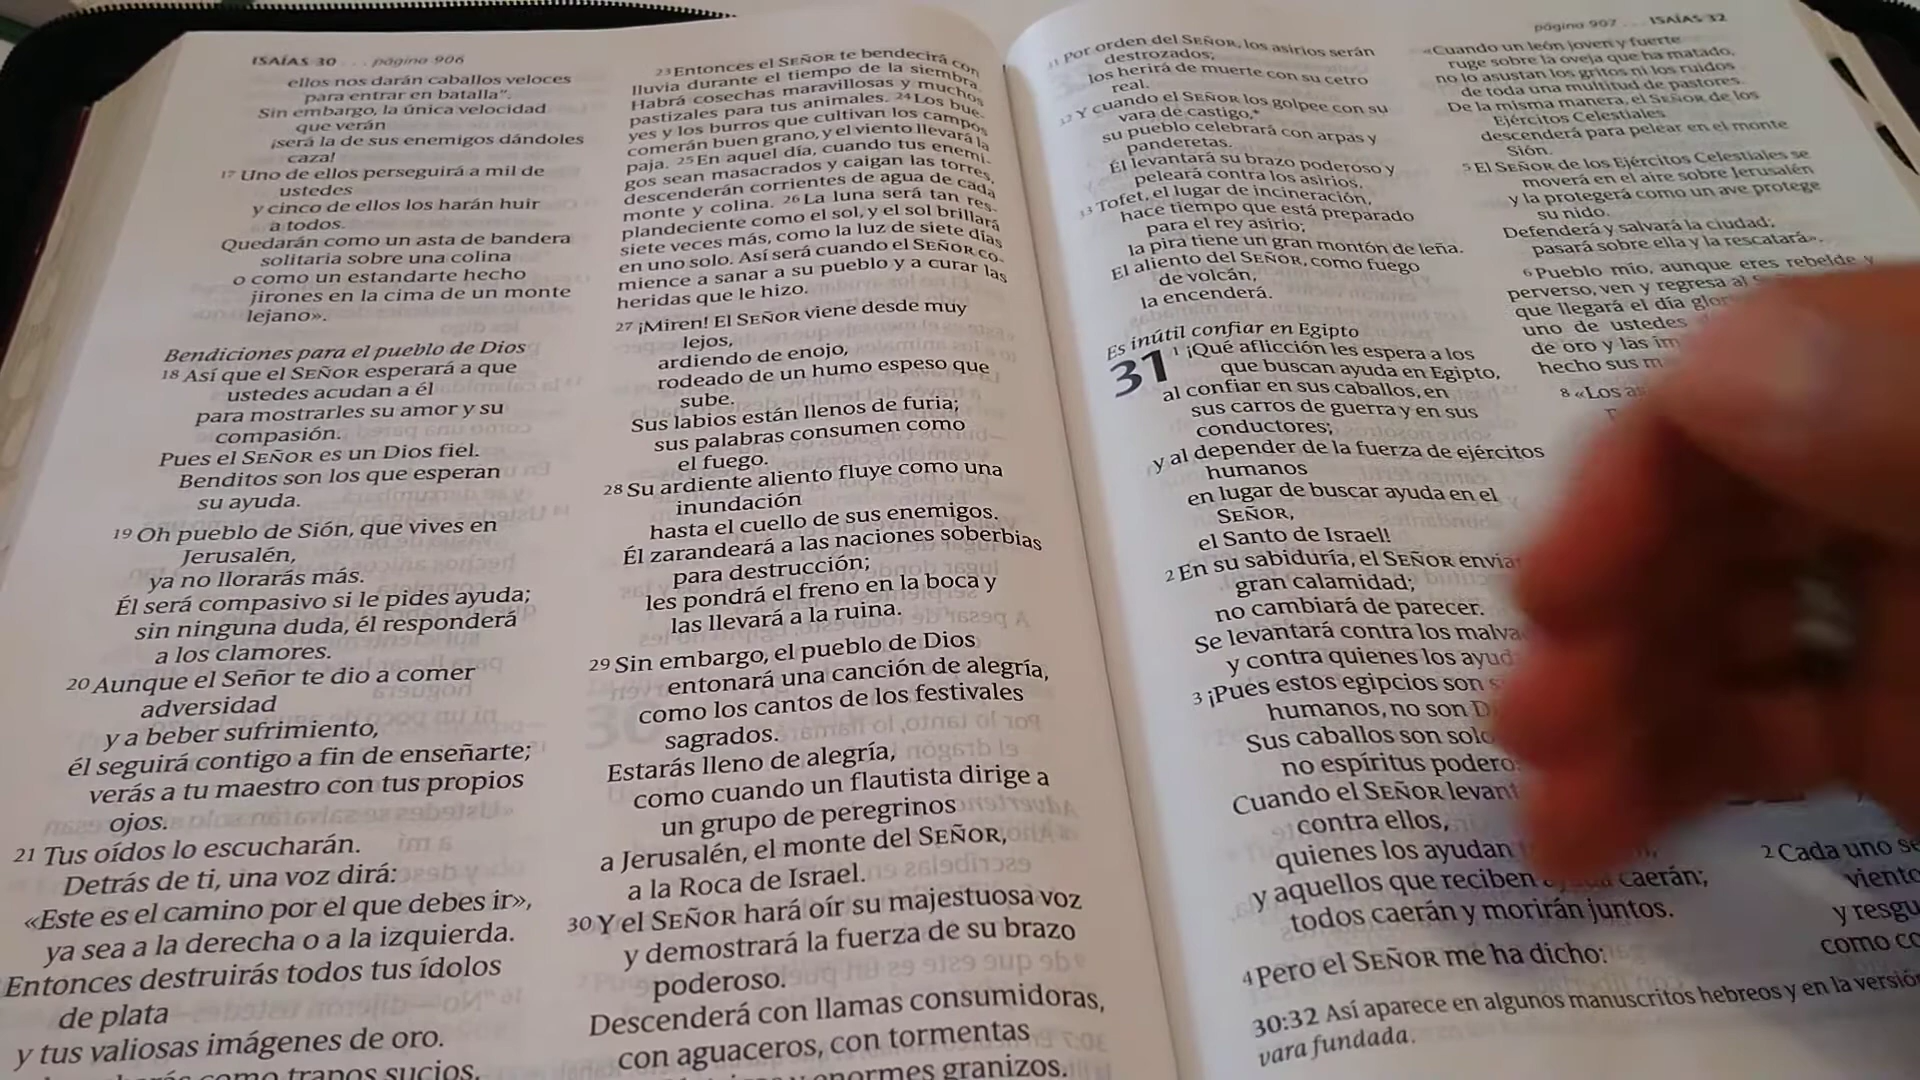 ISAÍAS 30 . . . página 906
ellos nos darán caballos veloces
para entrar en batalla”.
Sin embargo, la única velocidad
que verán
¡será la de sus enemigos dándoles
caza!
17 Uno de ellos perseguirá a mil de
ustedes
y cinco de ellos los harán huir
a todos.
Quedarán como un asta de bandera
solitaria sobre una colina
o como un estandarte hecho
jirones en la cima de un monte
lejano».
Bendiciones para el pueblo de Dios
18 Así que el SEÑOR esperará a que
ustedes acudan a él
para mostrarles su amor y su
compasión.
Pues el SEÑOR es un Dios fiel.
Benditos son los que esperan
su ayuda.
19 Oh pueblo de Sión, que vives en
Jerusalén,
ya no llorarás más.
Él será compasivo si le pides ayuda;
sin ninguna duda, él responderá
a los clamores.
20 Aunque el Señor te dio a comer
adversidad
y a beber sufrimiento,
él seguirá contigo a fin de enseñarte;
verás a tu maestro con tus propios
ojos.
21 Tus oídos lo escucharán.
Detrás de ti, una voz dirá:
«Este es el camino por el que debes ir»,
ya sea a la derecha o a la izquierda.
Entonces destruirás todos tus ídolos
de plata
y tus valiosas imágenes de oro.
como trapos sucios,
23 Entonces el SEÑOR te bendecirá con
lluvia durante el tiempo de la siembra.
Habrá cosechas maravillosas y muchos
pastizales para tus animales. 24 Los bue-
yes y los burros que cultivan los campos
comerán buen grano, y el viento llevará la
paja. 25 En aquel día, cuando tus enemi-
gos sean masacrados y caigan las torres,
descenderán corrientes de agua de cada
monte y colina. 26 La luna será tan res-
plandeciente como el sol, y el sol brillará
siete veces más, como la luz de siete días
en uno solo. Así será cuando el SEÑOR co-
mience a sanar a su pueblo y a curar las
heridas que le hizo.
27 ¡Miren! El SEÑOR viene desde muy
lejos,
ardiendo de enojo,
rodeado de un humo espeso que
sube.
Sus labios están llenos de furia;
sus palabras consumen como
el fuego.
28 Su ardiente aliento fluye como una
inundación
hasta el cuello de sus enemigos.
Él zarandeará a las naciones soberbias
para destrucción;
les pondrá el freno en la boca y
las llevará a la ruina.
29 Sin embargo, el pueblo de Dios
entonará una canción de alegría,
como los cantos de los festivales
sagrados.
Estarás lleno de alegría,
como cuando un flautista dirige a
un grupo de peregrinos
a Jerusalén, el monte del SEÑOR,
a la Roca de Israel.
30 Y el SEÑOR hará oír su majestuosa voz
y demostrará la fuerza de su brazo
poderoso.
Descenderá con llamas consumidoras,
con aguaceros, con tormentas
y enormes granizos.
página 907 . . . ISAÍAS 32
31 Por orden del SEÑOR, los asirios serán
destrozados;
los herirá de muerte con su cetro
real.
32 Y cuando el SEÑOR los golpee con su
vara de castigo,*
su pueblo celebrará con arpas y
panderetas.
Él levantará su brazo poderoso y
peleará contra los asirios.
33 Tofet, el lugar de incineración,
hace tiempo que está preparado
para el rey asirio;
la pira tiene un gran montón de leña.
El aliento del SEÑOR, como fuego
de volcán,
la encenderá.
Es inútil confiar en Egipto
31 1 ¡Qué aflicción les espera a los
que buscan ayuda en Egipto,
al confiar en sus caballos, en
sus carros de guerra y en sus
conductores;
y al depender de la fuerza de ejércitos
humanos
en lugar de buscar ayuda en el
SEÑOR,
el Santo de Israel!
2 En su sabiduría, el SEÑOR
gran calamidad;
no cambiará de parecer.
Se levantará contra los
y contra quienes los
3 ¡Pues estos egipcios son
humanos, no son
Sus caballos son
no espíritus
Cuando el SEÑOR
contra ellos,
quienes los ayudan
y aquellos que reciben caerán;
todos caerán y morirán juntos.
4 Pero el SEÑOR me ha dicho:
«Cuando un león joven y fuerte
ruge sobre la oveja que ha matado,
no lo asustan los gritos ni los ruidos
de toda una multitud de pastores.
De la misma manera, el SEÑOR de los
Ejércitos Celestiales
descenderá para pelear en el monte
Sión.
5 El SEÑOR de los Ejércitos Celestiales se
moverá en el aire sobre Jerusalén
y la protegerá como un ave protege
su nido.
Defenderá y salvará la ciudad;
pasará sobre ella y la rescatará».
6 Pueblo mío, aunque eres rebelde y
perverso, ven y regresa al
que llegará el día
uno de ustedes
de oro y las
hecho sus
8 «Los
2 Cada uno
viento
y
como
30:32 Así aparece en algunos manuscritos hebreos y en la
vara fundada.